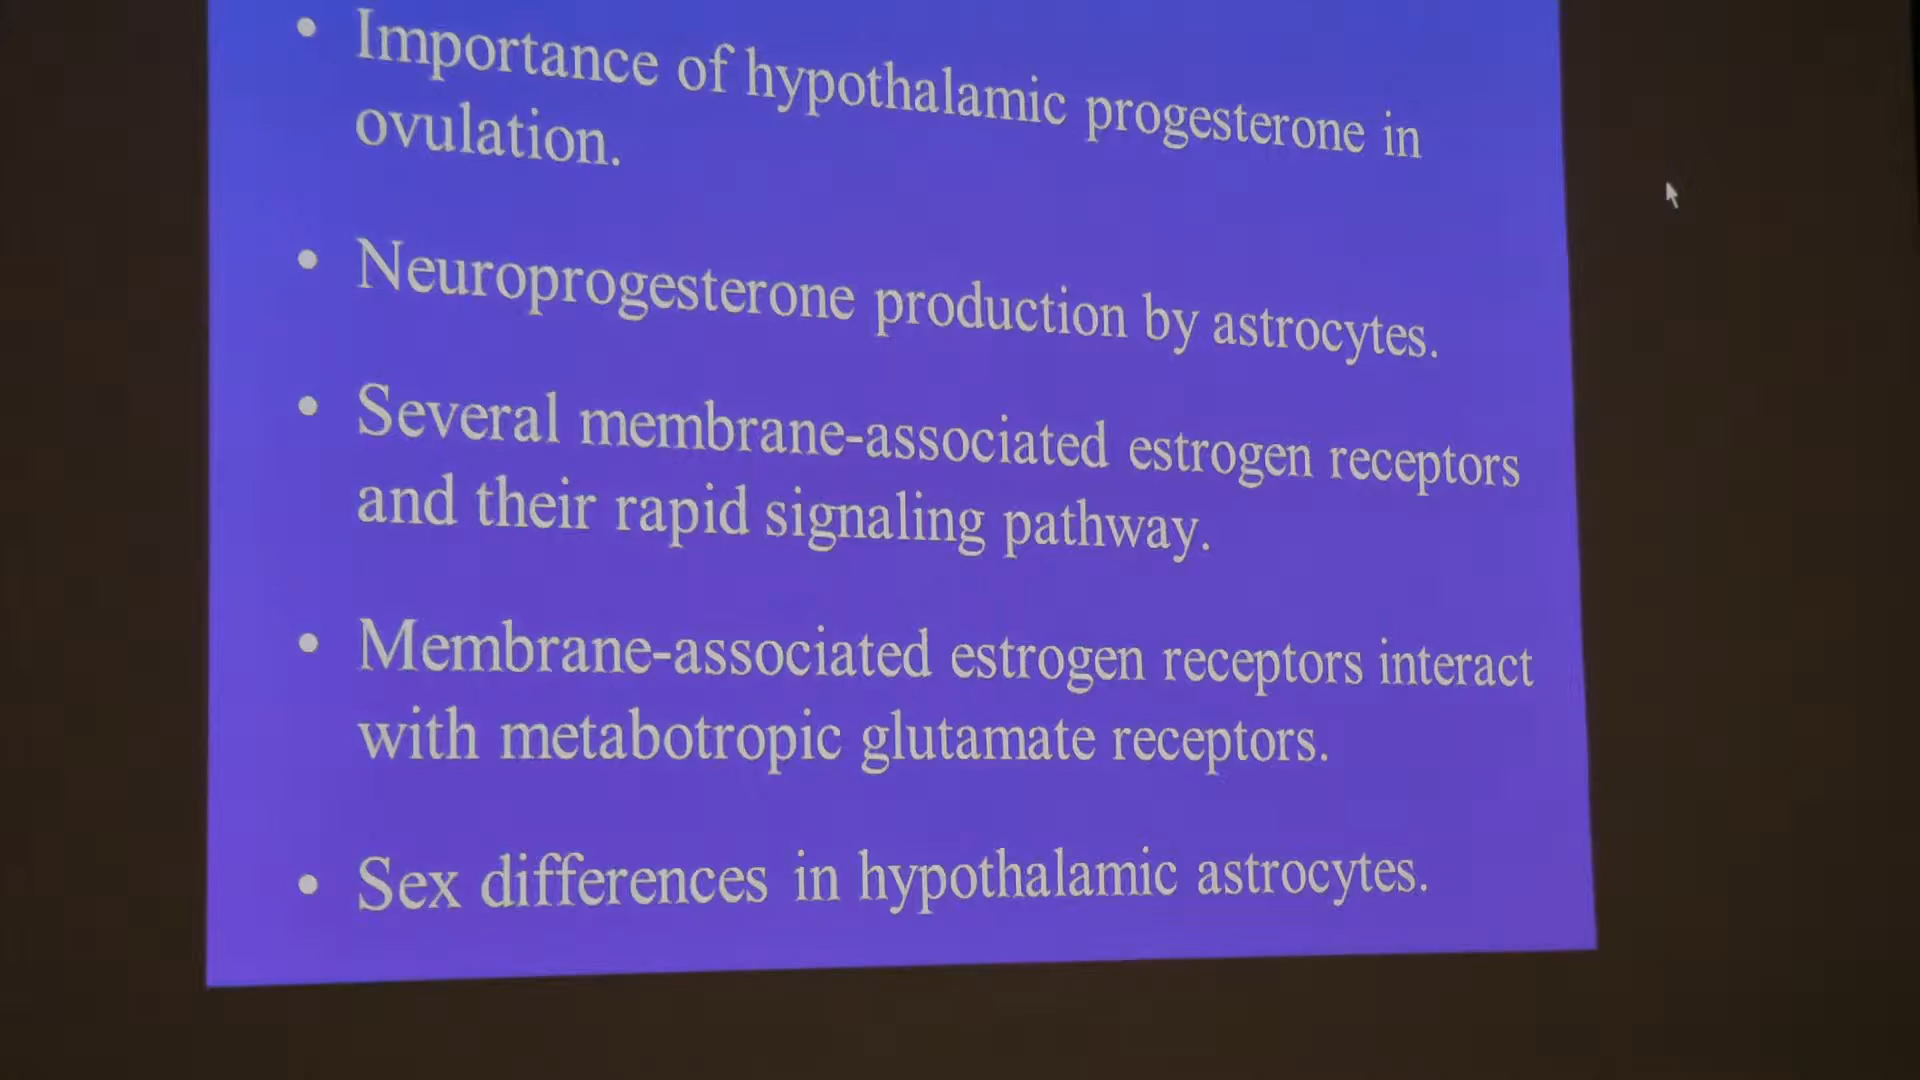 • Importance of hypothalamic progesterone in
ovulation.
• Neuroprogesterone production by astrocytes.
• Several membrane-associated estrogen receptors
and their rapid signaling pathway.
• Membrane-associated estrogen receptors interact
with metabotropic glutamate receptors.
• Sex differences in hypothalamic astrocytes.